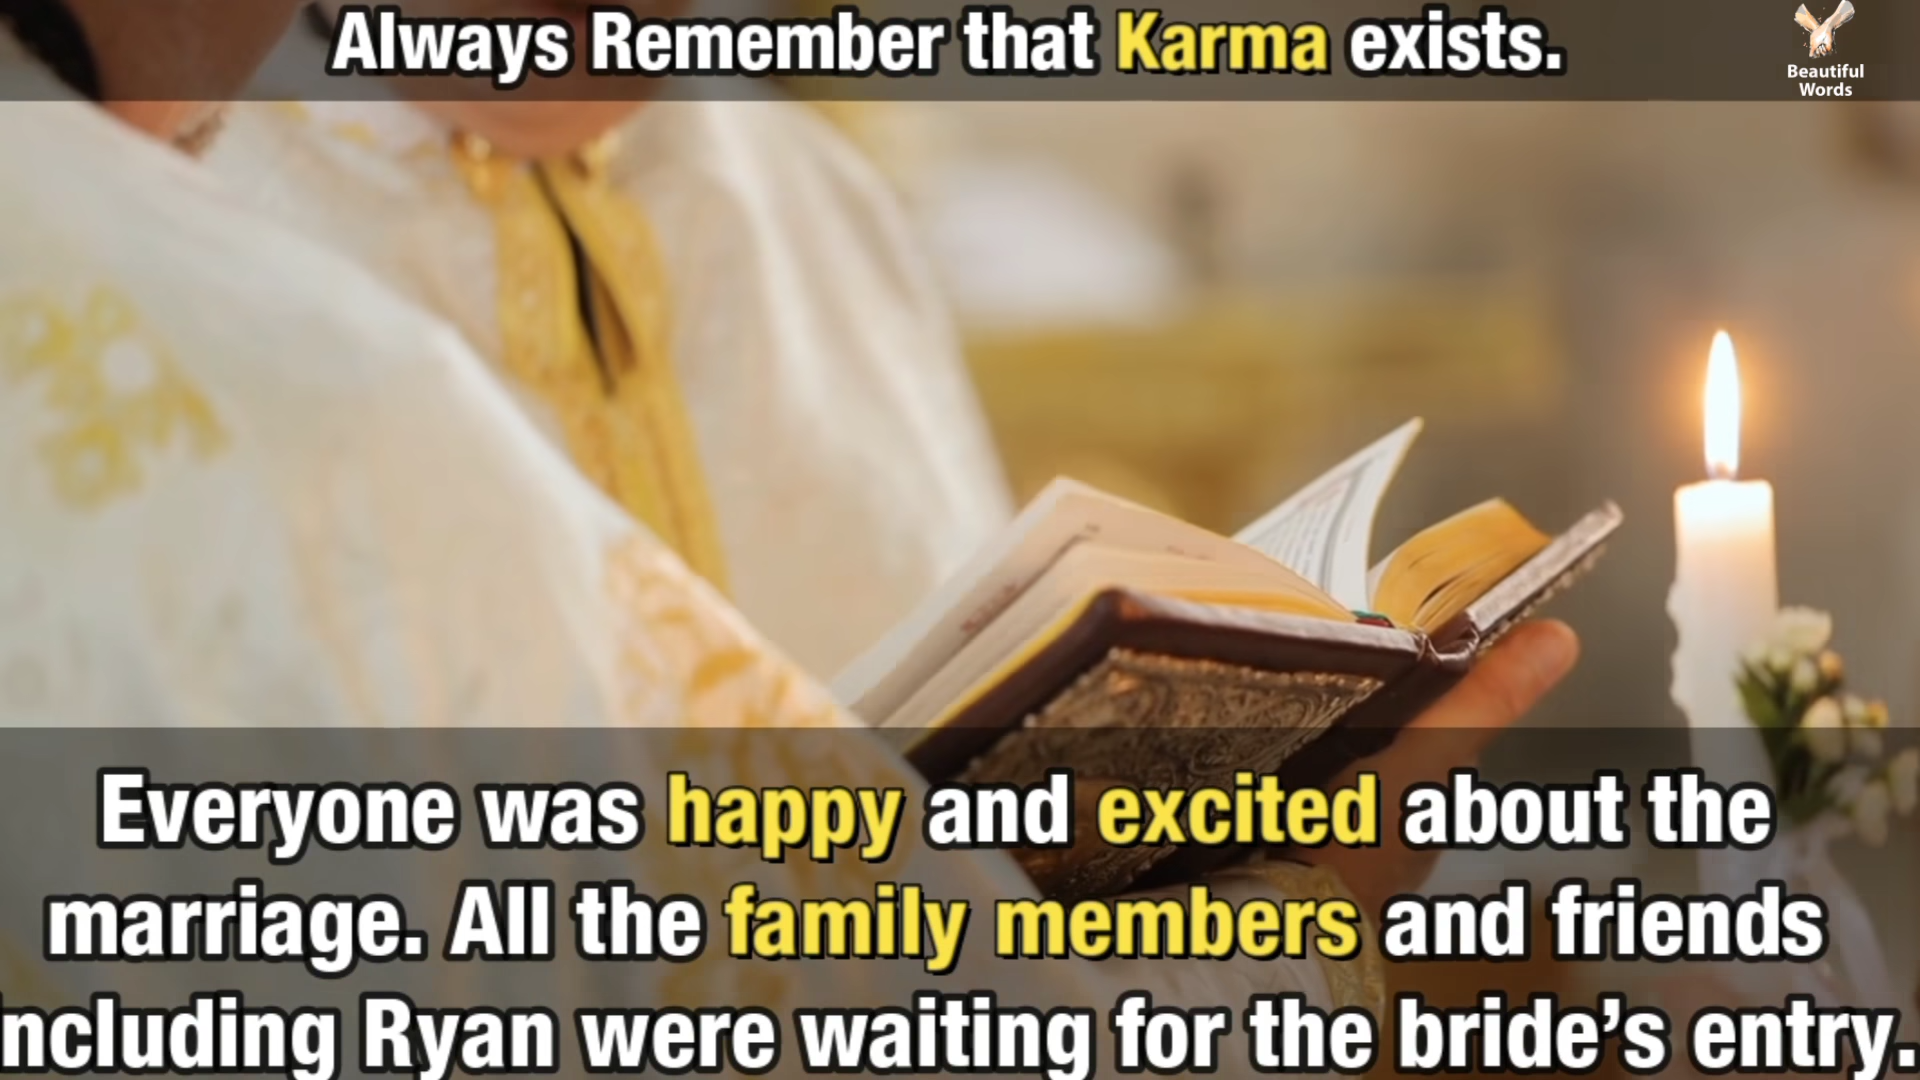 Always Remember that Karma exists.
Beautiful
Words
Everyone was happy and excited about the
marriage. All the family members and friends
ncluding Ryan were waiting for the bride's entry.